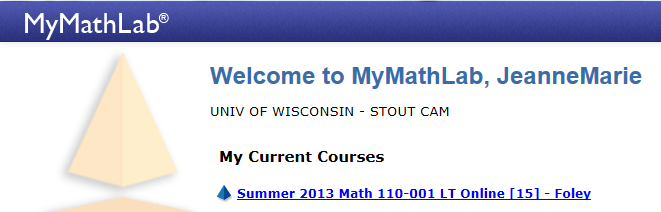 MyMathLab®
Welcome to MyMathLab, JeanneMarie
UNIV OF WISCONSIN - STOUT CAM
My Current Courses
Summer 2013 Math 110-001 LT Online [15] - Foley